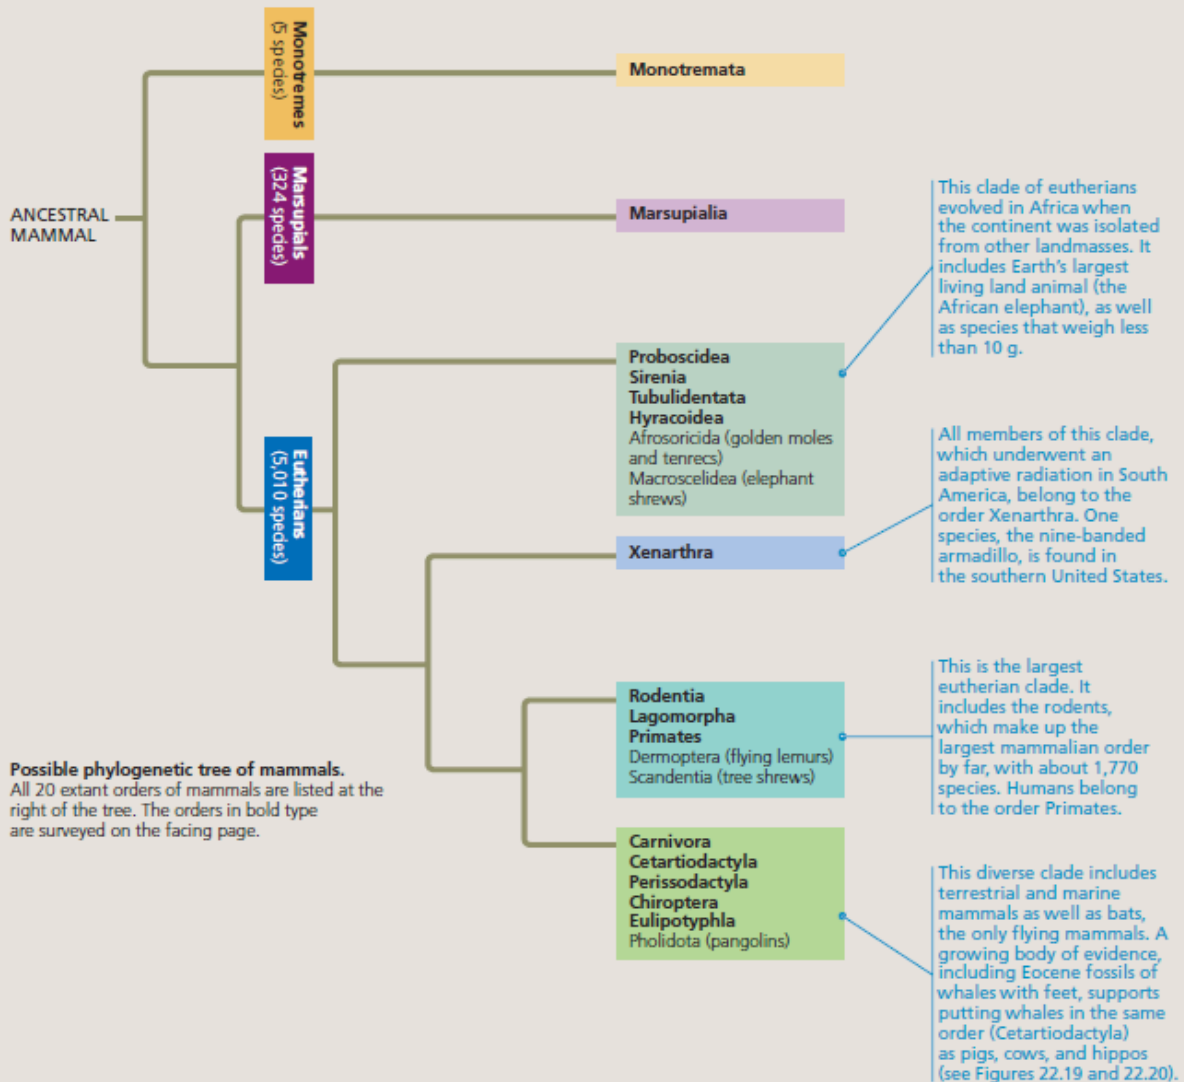 Monotremes
(5 species)
Monotremata
Marsupials
(324 species)
ANCESTRAL
MAMMAL
Marsupialia
This clade of eutherians
evolved in Africa when
the continent was isolated
from other landmasses. It
includes Earth's largest
living land animal (the
African elephant), as well
as species that weigh less
than 10 g.
Proboscidea
Sirenia
Tubulidentata
Hyracoidea
Afrosoricida (golden moles
and tenrecs)
Macroscelidea (elephant
shrews)
Eutherians
(5,010 species)
All members of this clade,
which underwent an
adaptive radiation in South
America, belong to the
order Xenarthra. One
species, the nine-banded
armadillo, is found in
the southern United States.
Xenarthra
Rodentia
Lagomorpha
Primates
Dermoptera (flying lemurs)
Scandentia (tree shrews)
This is the largest
eutherian clade. It
includes the rodents,
which make up the
largest mammalian order
by far, with about 1,770
species. Humans belong
to the order Primates.
Possible phylogenetic tree of mammals.
All 20 extant orders of mammals are listed at the
right of the tree. The orders in bold type
are surveyed on the facing page.
Carnivora
Cetartiodactyla
Perissodactyla
Chiroptera
Eulipotyphla
Pholidota (pangolins)
This diverse clade includes
terrestrial and marine
mammals as well as bats,
the only flying mammals. A
growing body of evidence,
including Eocene fossils of
whales with feet, supports
putting whales in the same
order (Cetartiodactyla)
as pigs, cows, and hippos
(see Figures 22.19 and 22.20).